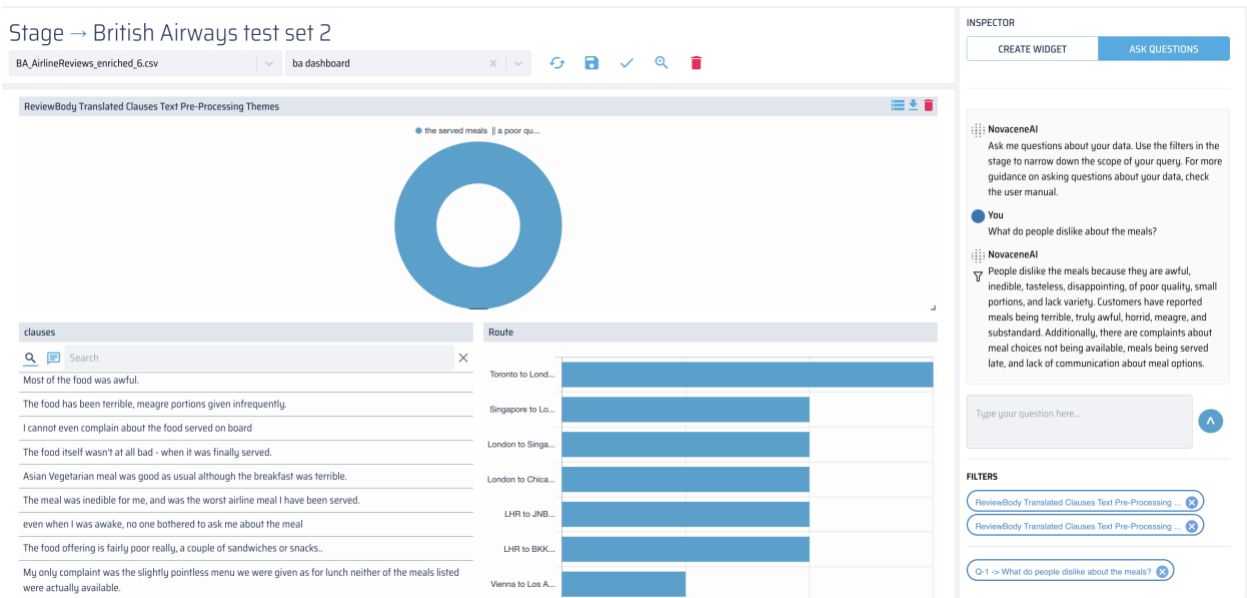 Stage → British Airways test set 2
BA_AirlineReviews_enriched_6.csv
ba dashboard
ReviewBody Translated Clauses Text Pre-Processing Themes
the served meals || a poor qu...
clauses
Search
Most of the food was awful.
The food has been terrible, meagre portions given infrequently.
I cannot even complain about the food served on board
The food itself wasn't at all bad - when it was finally served.
Asian Vegetarian meal was good as usual although the breakfast was terrible.
The meal was inedible for me, and was the worst airline meal I have been served.
even when I was awake, no one bothered to ask me about the meal
The food offering is fairly poor really, a couple of sandwiches or snacks..
My only complaint was the slightly pointless menu we were given as for lunch neither of the meals listed
were actually available.
Route
Toronto to Lond...
Singapore to Lo...
London to Singa...
London to Chica...
LHR to JNB...
LHR to BKK...
Vienna to Los A...
INSPECTOR
CREATE WIDGET
ASK QUESTIONS
NovaceneAI
Ask me questions about your data. Use the filters in the
stage to narrow down the scope of your query. For more
guidance on asking questions about your data, check
the user manual.
You
What do people dislike about the meals?
NovaceneAI
People dislike the meals because they are awful,
inedible, tasteless, disappointing, of poor quality, small
portions, and lack variety. Customers have reported
meals being terrible, truly awful, horrid, meagre, and
substandard. Additionally, there are complaints about
meal choices not being available, meals being served
late, and lack of communication about meal options.
Type your question here...
FILTERS
ReviewBody Translated Clauses Text Pre-Processing ...
ReviewBody Translated Clauses Text Pre-Processing ...
Q-1 -> What do people dislike about the meals?